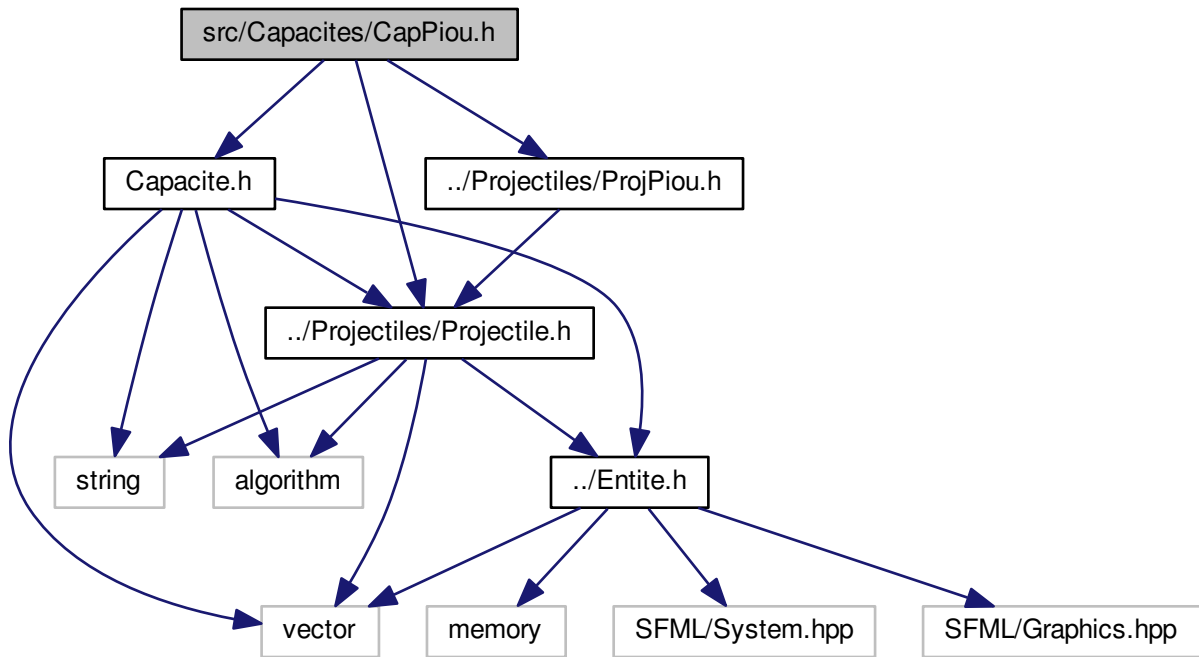 src/Capacites/CapPiou.h
Capacite.h
../Projectiles/ProjPiou.h
../Projectiles/Projectile.h
string
algorithm
../Entite.h
vector
memory
SFML/System.hpp
SFML/Graphics.hpp